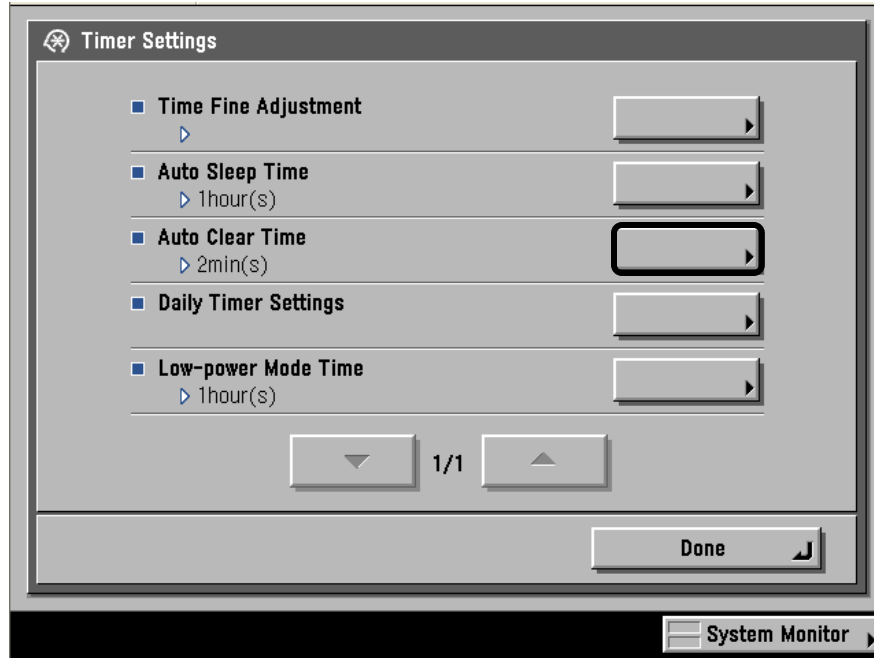 Timer Settings
Time Fine Adjustment
Auto Sleep Time
1hour(s)
Auto Clear Time
2min(s)
Daily Timer Settings
Low-power Mode Time
1hour(s)
1/1
Done
System Monitor